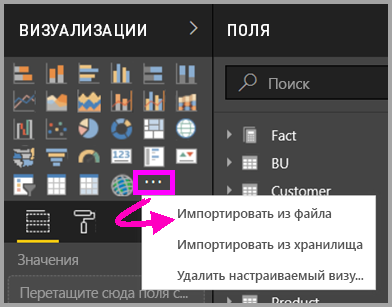 ВИЗУАЛИЗАЦИИ
ПОЛЯ
Поиск
123
Fact
BU
Customer
Импортировать из файла
Импортировать из хранилища
Удалить настраиваемый визу...
Значения
Перетащите сюда поля с...
Product